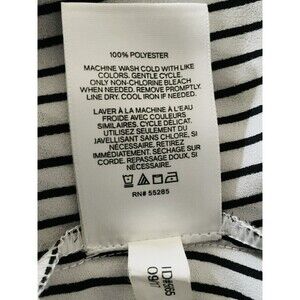 100% POLYESTER
MACHINE WASH COLD WITH LIKE
COLORS. GENTLE CYCLE.
ONLY NON-CHLORINE BLEACH
WHEN NEEDED. REMOVE PROMPTLY.
LINE DRY. COOL IRON IF NEEDED.
LAVER À LA MACHINE À L'EAU
FROIDE AVEC COULEURS
SIMILAIRES. CYCLE DÉLICAT.
UTILISEZ SEULEMENT DU
JAVELLISANT SANS CHLORE, SI
NÉCESSAIRE. RETIREZ
IMMÉDIATEMENT. SÉCHAGE SUR
CORDE. REPASSAGE DOUX, SI
NÉCESSAIRE.
RN# 55285